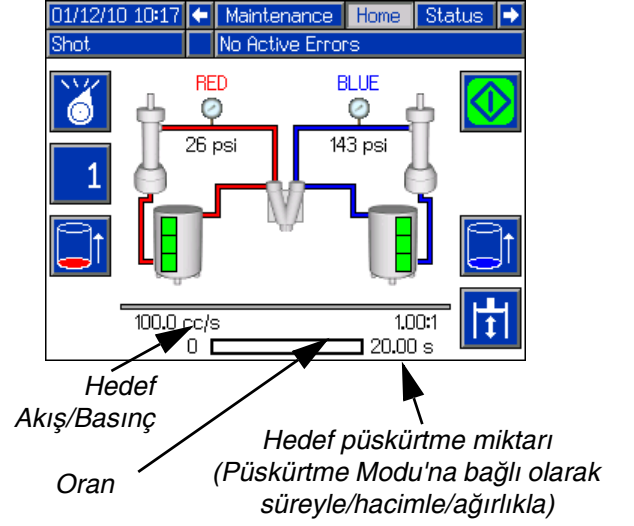 01/12/10 10:17 Maintenance Home Status
Shot No Active Errors
RED BLUE
26 psi 143 psi
1
100.0 cc/s 1.00:1
0 20.00 s
Hedef
Akış/Basınç
Oran
Hedef püskürtme miktarı
(Püskürtme Modu'na bağlı olarak
süreyle/hacimle/ağırlıkla)